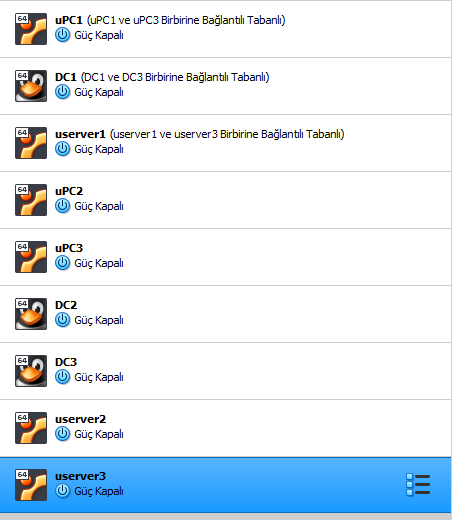 64
uPC1 (uPC1 ve uPC3 Birbirine Bağlantılı Tabanlı)
Güç Kapalı
64
DC1 (DC1 ve DC3 Birbirine Bağlantılı Tabanlı)
Güç Kapalı
64
userver1 (userver1 ve userver3 Birbirine Bağlantılı Tabanlı)
Güç Kapalı
64
uPC2
Güç Kapalı
64
uPC3
Güç Kapalı
64
DC2
Güç Kapalı
64
DC3
Güç Kapalı
64
userver2
Güç Kapalı
64
userver3
Güç Kapalı